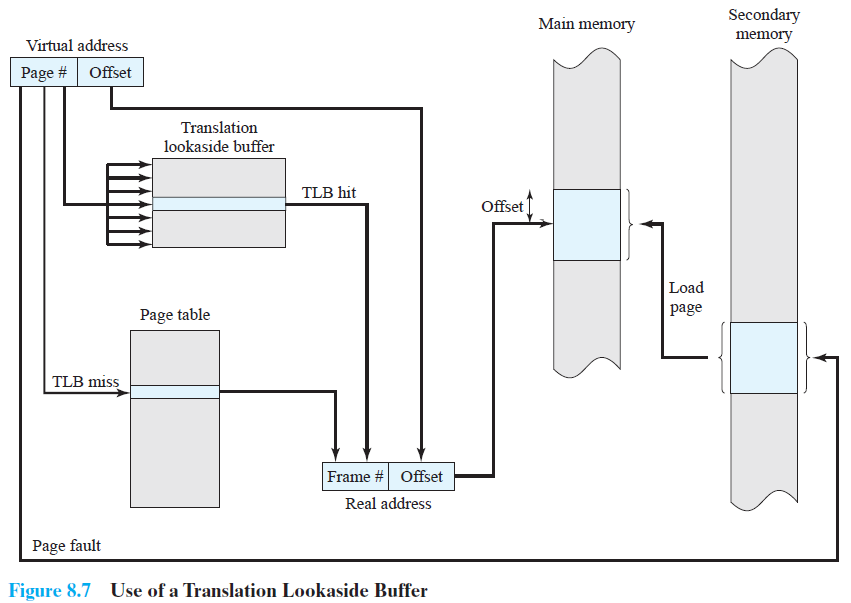 Main memory
Secondary
memory
Virtual address
Page #
Offset
Translation
lookaside buffer
TLB hit
Offset
Load
page
Page table
TLB miss
Frame #
Offset
Real address
Page fault
Figure 8.7 Use of a Translation Lookaside Buffer